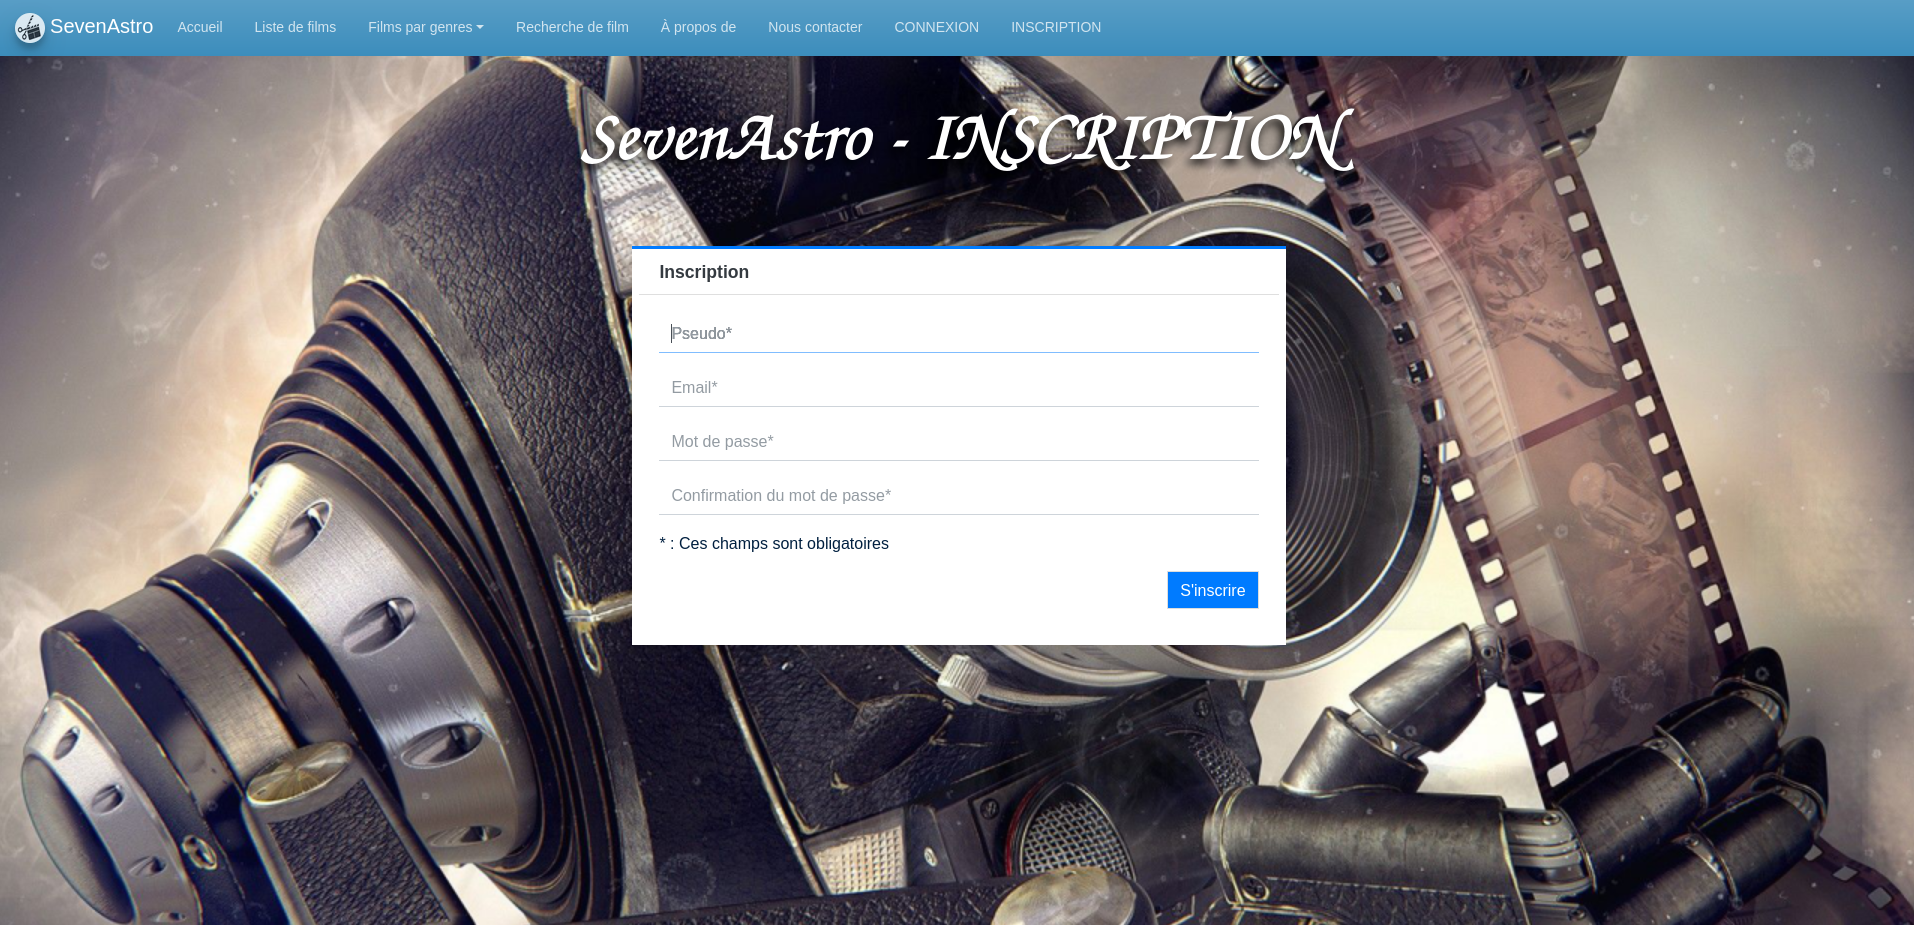 SevenAstro Accueil Liste de films Films par genres Recherche de film À propos de Nous contacter CONNEXION INSCRIPTION
SevenAstro - INSCRIPTION
Inscription
Pseudo*
Email*
Mot de passe*
Confirmation du mot de passe*
* : Ces champs sont obligatoires
S'inscrire